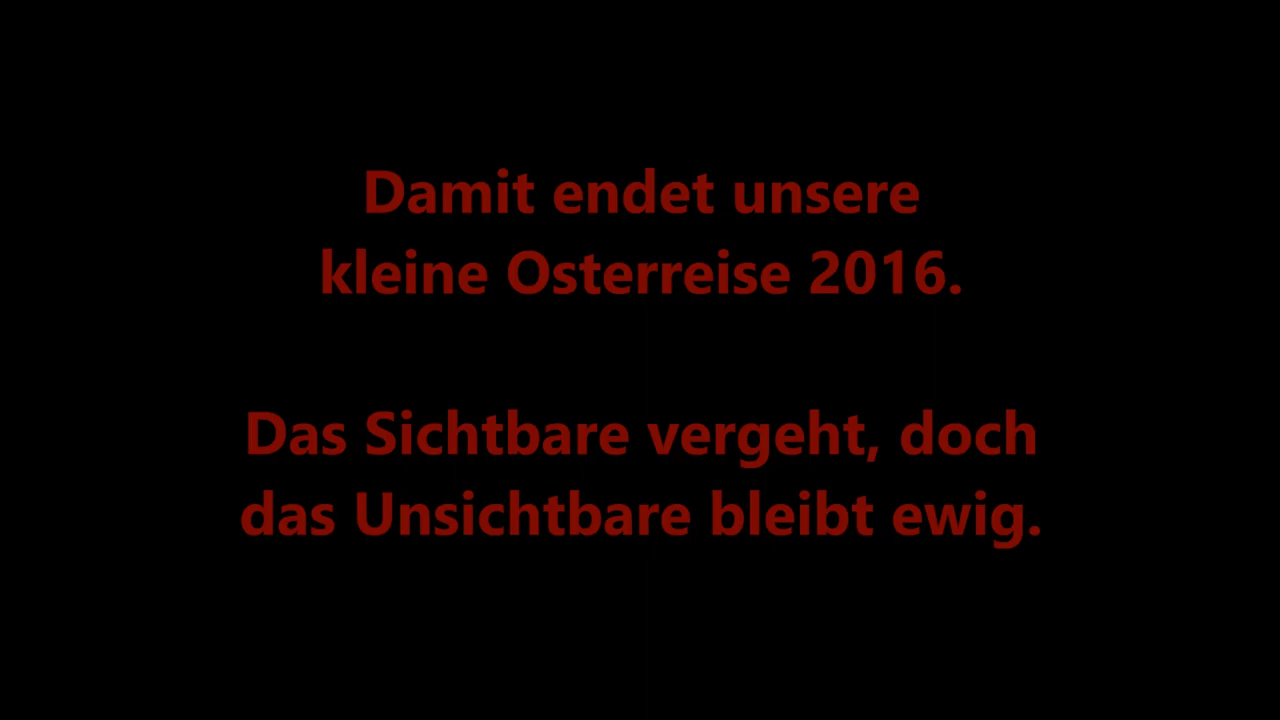 Damit endet unsere
kleine Osterreise 2016.
Das Sichtbare vergeht, doch
das Unsichtbare bleibt ewig.